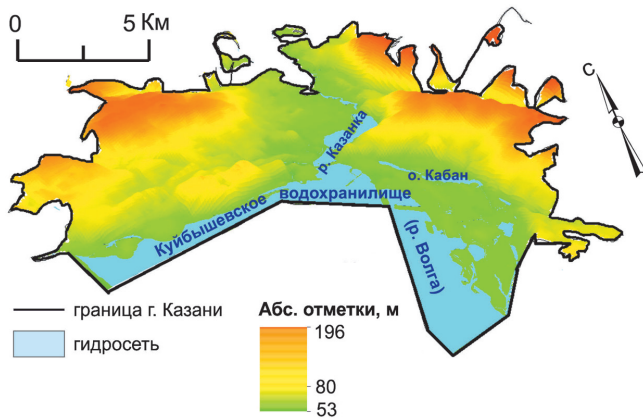 0 5 Км
С
р. Казанка
о. Кабан
Куйбышевское водохранилище
(р. Волга)
граница г. Казани
гидросеть
Абс. отметки, м
196
80
53